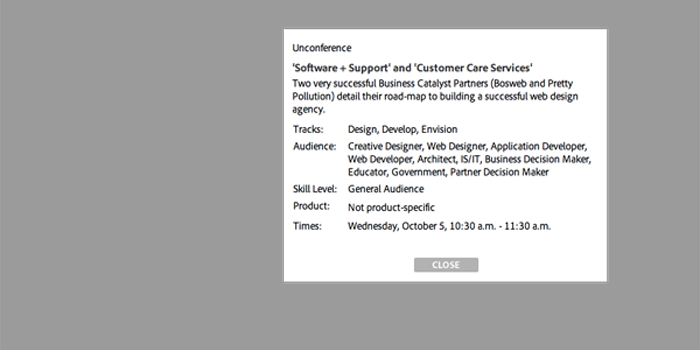 Unconference
'Software + Support' and 'Customer Care Services'
Two very successful Business Catalyst Partners (Bosweb and Pretty
Pollution) detail their road-map to building a successful web design
agency.
Tracks: Design, Develop, Envision
Audience: Creative Designer, Web Designer, Application Developer,
Web Developer, Architect, IS/IT, Business Decision Maker,
Educator, Government, Partner Decision Maker
Skill Level: General Audience
Product: Not product-specific
Times: Wednesday, October 5, 10:30 a.m. - 11:30 a.m.
CLOSE